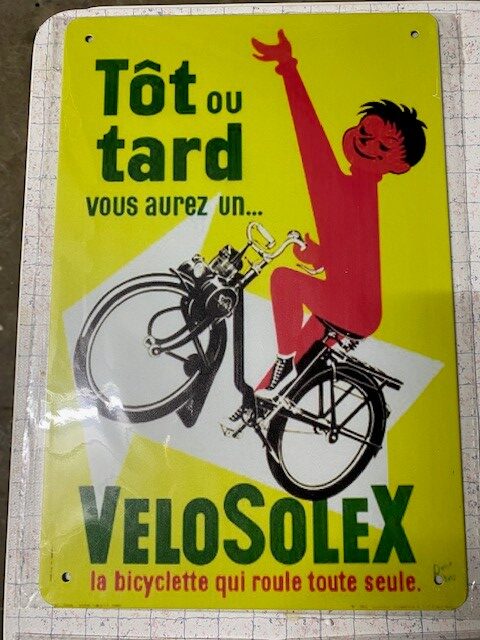 Tôt ou
tard
vous aurez un...
VELOSOLEX
la bicyclette qui roule toute seule.